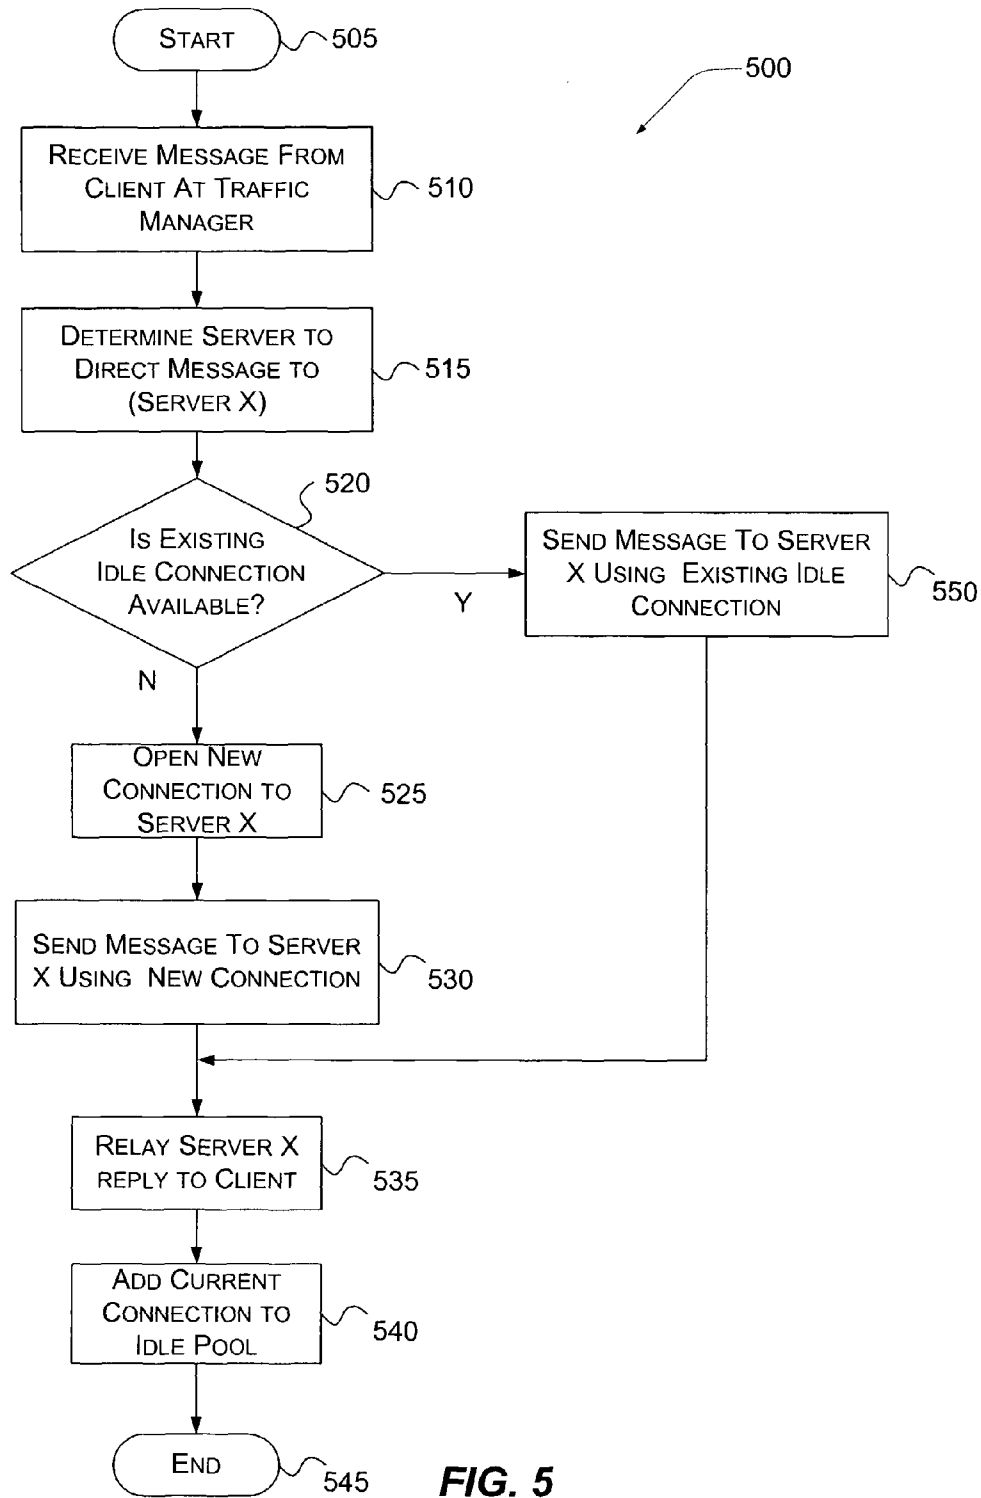 START
505
500
RECEIVE MESSAGE FROM
CLIENT AT TRAFFIC
MANAGER
510
DETERMINE SERVER TO
DIRECT MESSAGE TO
(SERVER X)
515
520
IS EXISTING
IDLE CONNECTION
AVAILABLE?
Y
N
SEND MESSAGE TO SERVER
X USING EXISTING IDLE
CONNECTION
550
OPEN NEW
CONNECTION TO
SERVER X
525
SEND MESSAGE TO SERVER
X USING NEW CONNECTION
530
RELAY SERVER X
REPLY TO CLIENT
535
ADD CURRENT
CONNECTION TO
IDLE POOL
540
END
545
FIG. 5